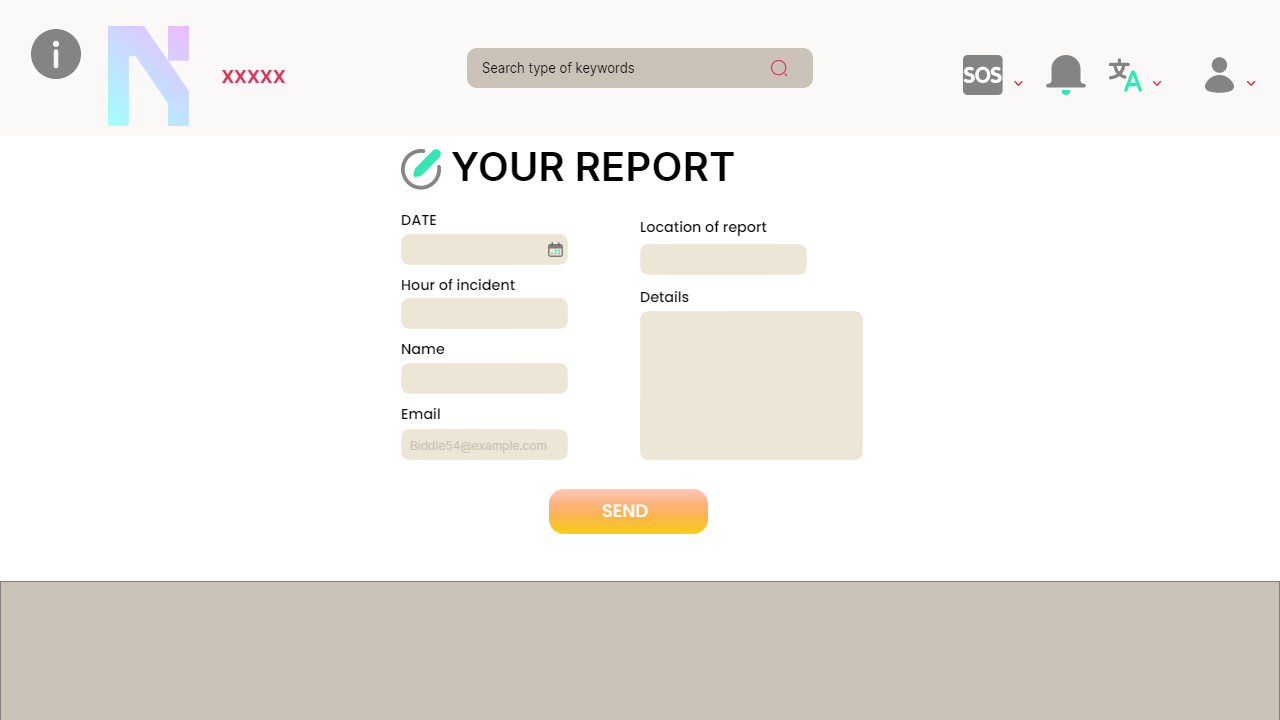 XXXXX
Search type of keywords
SOS
文A
YOUR REPORT
DATE
Location of report
Hour of incident
Details
Name
Email
Biddle54@example.com
SEND